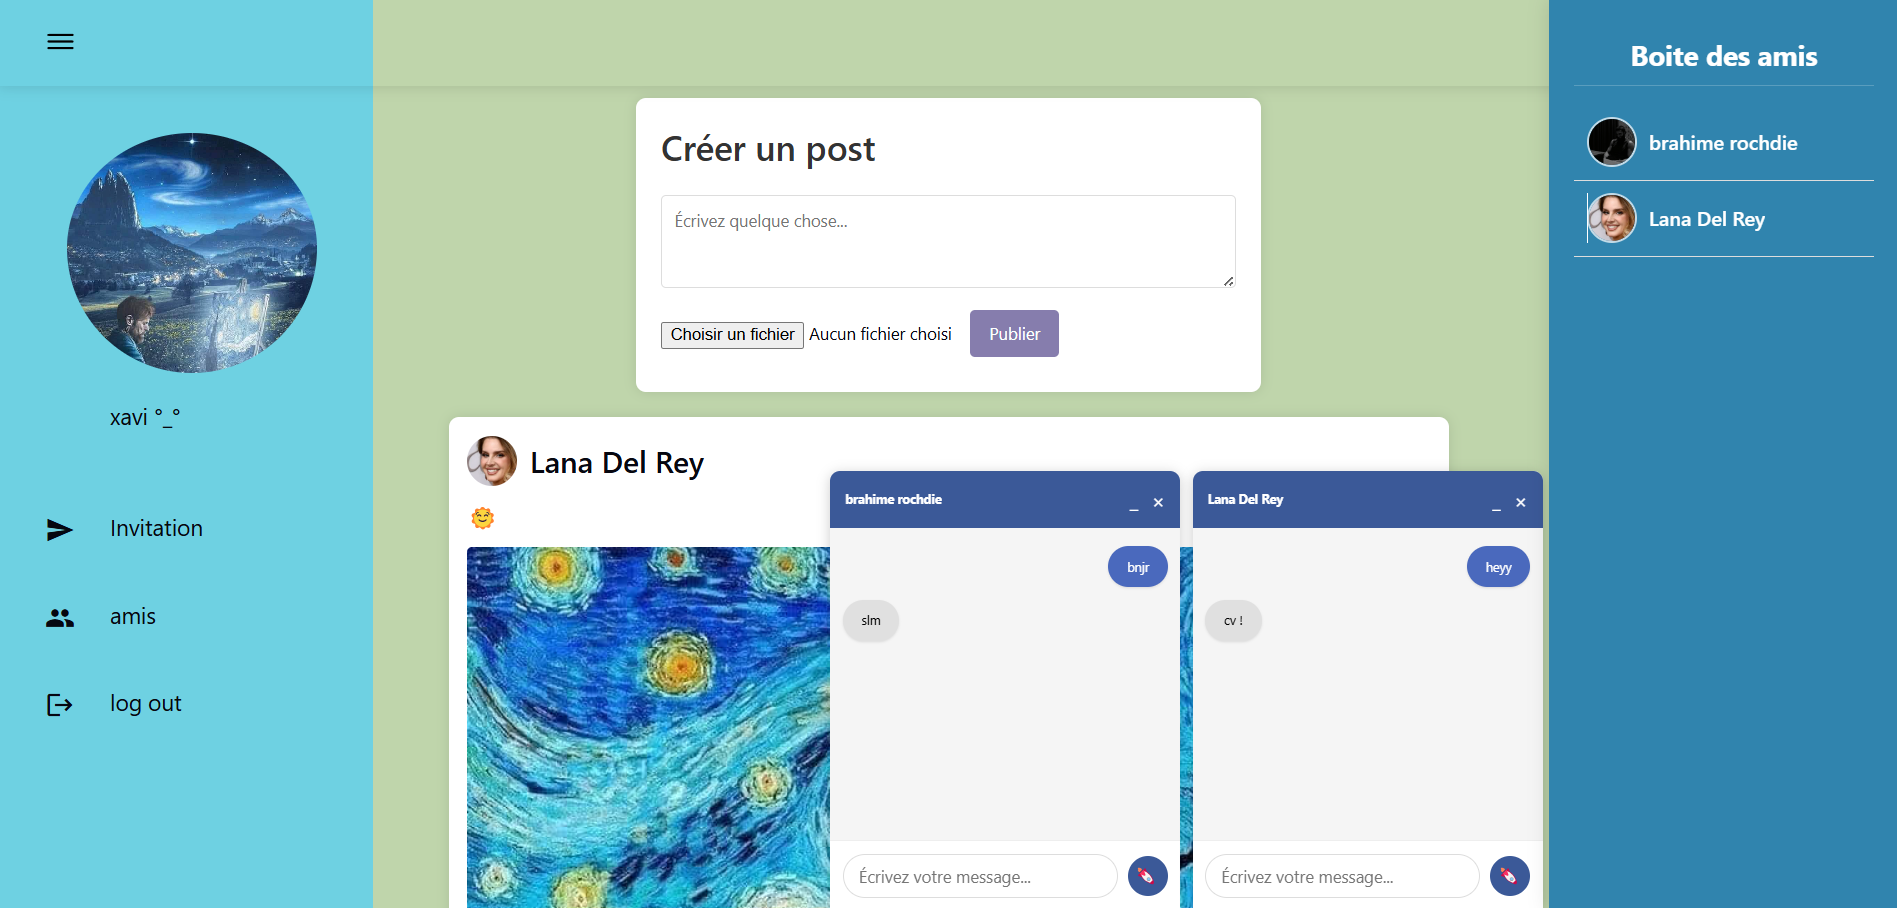 xavi °_°
Invitation
amis
log out
Créer un post
Écrivez quelque chose...
Choisir un fichier Aucun fichier choisi Publier
Lana Del Rey
brahime rochdie _ ×
bnjr
slm
Écrivez votre message...
Lana Del Rey _ ×
heyy
cv !
Écrivez votre message...
Boite des amis
brahime rochdie
Lana Del Rey